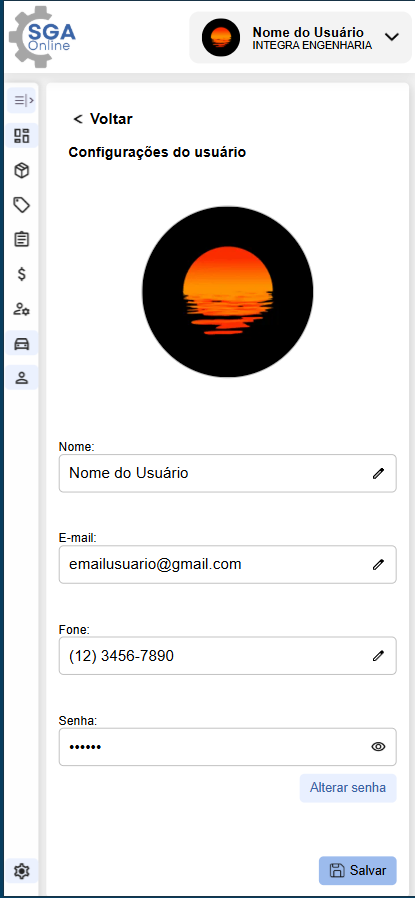 SGA
Online
Nome do Usuário
INTEGRA ENGENHARIA
< Voltar
Configurações do usuário
Nome:
Nome do Usuário
E-mail:
emailusuario@gmail.com
Fone:
(12) 3456-7890
Senha:
••••••
Alterar senha
Salvar